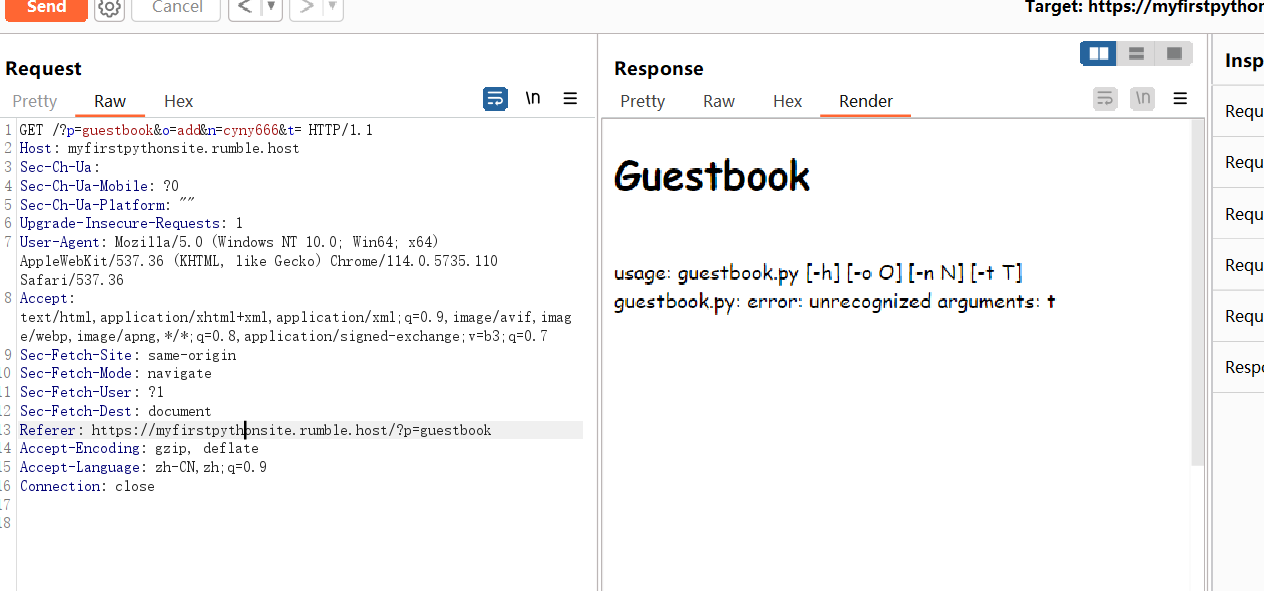 Send
Cancel
<
>
Target: https://myfirstpython
Request
Pretty
Raw
Hex
\n
1 GET /?p=guestbook&o=add&n=cyny666&t= HTTP/1.1
2 Host: myfirstpythonsite.rumble.host
3 Sec-Ch-Ua:
4 Sec-Ch-Ua-Mobile: ?0
5 Sec-Ch-Ua-Platform: ""
6 Upgrade-Insecure-Requests: 1
7 User-Agent: Mozilla/5.0 (Windows NT 10.0; Win64; x64)
AppleWebKit/537.36 (KHTML, like Gecko) Chrome/114.0.5735.110
Safari/537.36
8 Accept:
text/html,application/xhtml+xml,application/xml;q=0.9,image/avif,imag
e/webp,image/apng,*/*;q=0.8,application/signed-exchange;v=b3;q=0.7
9 Sec-Fetch-Site: same-origin
10 Sec-Fetch-Mode: navigate
11 Sec-Fetch-User: ?1
12 Sec-Fetch-Dest: document
13 Referer: https://myfirstpythonsite.rumble.host/?p=guestbook
14 Accept-Encoding: gzip, deflate
15 Accept-Language: zh-CN,zh;q=0.9
16 Connection: close
17
18
Response
Pretty
Raw
Hex
Render
\n
Guestbook
usage: guestbook.py [-h] [-o O] [-n N] [-t T]
guestbook.py: error: unrecognized arguments: t
Insp
Requ
Requ
Requ
Requ
Requ
Respo